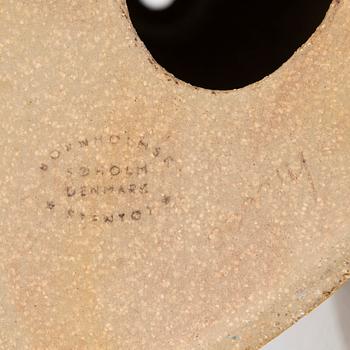 BORNHOLMSK
SØHOLM
DENMARK
* STENTØJ *